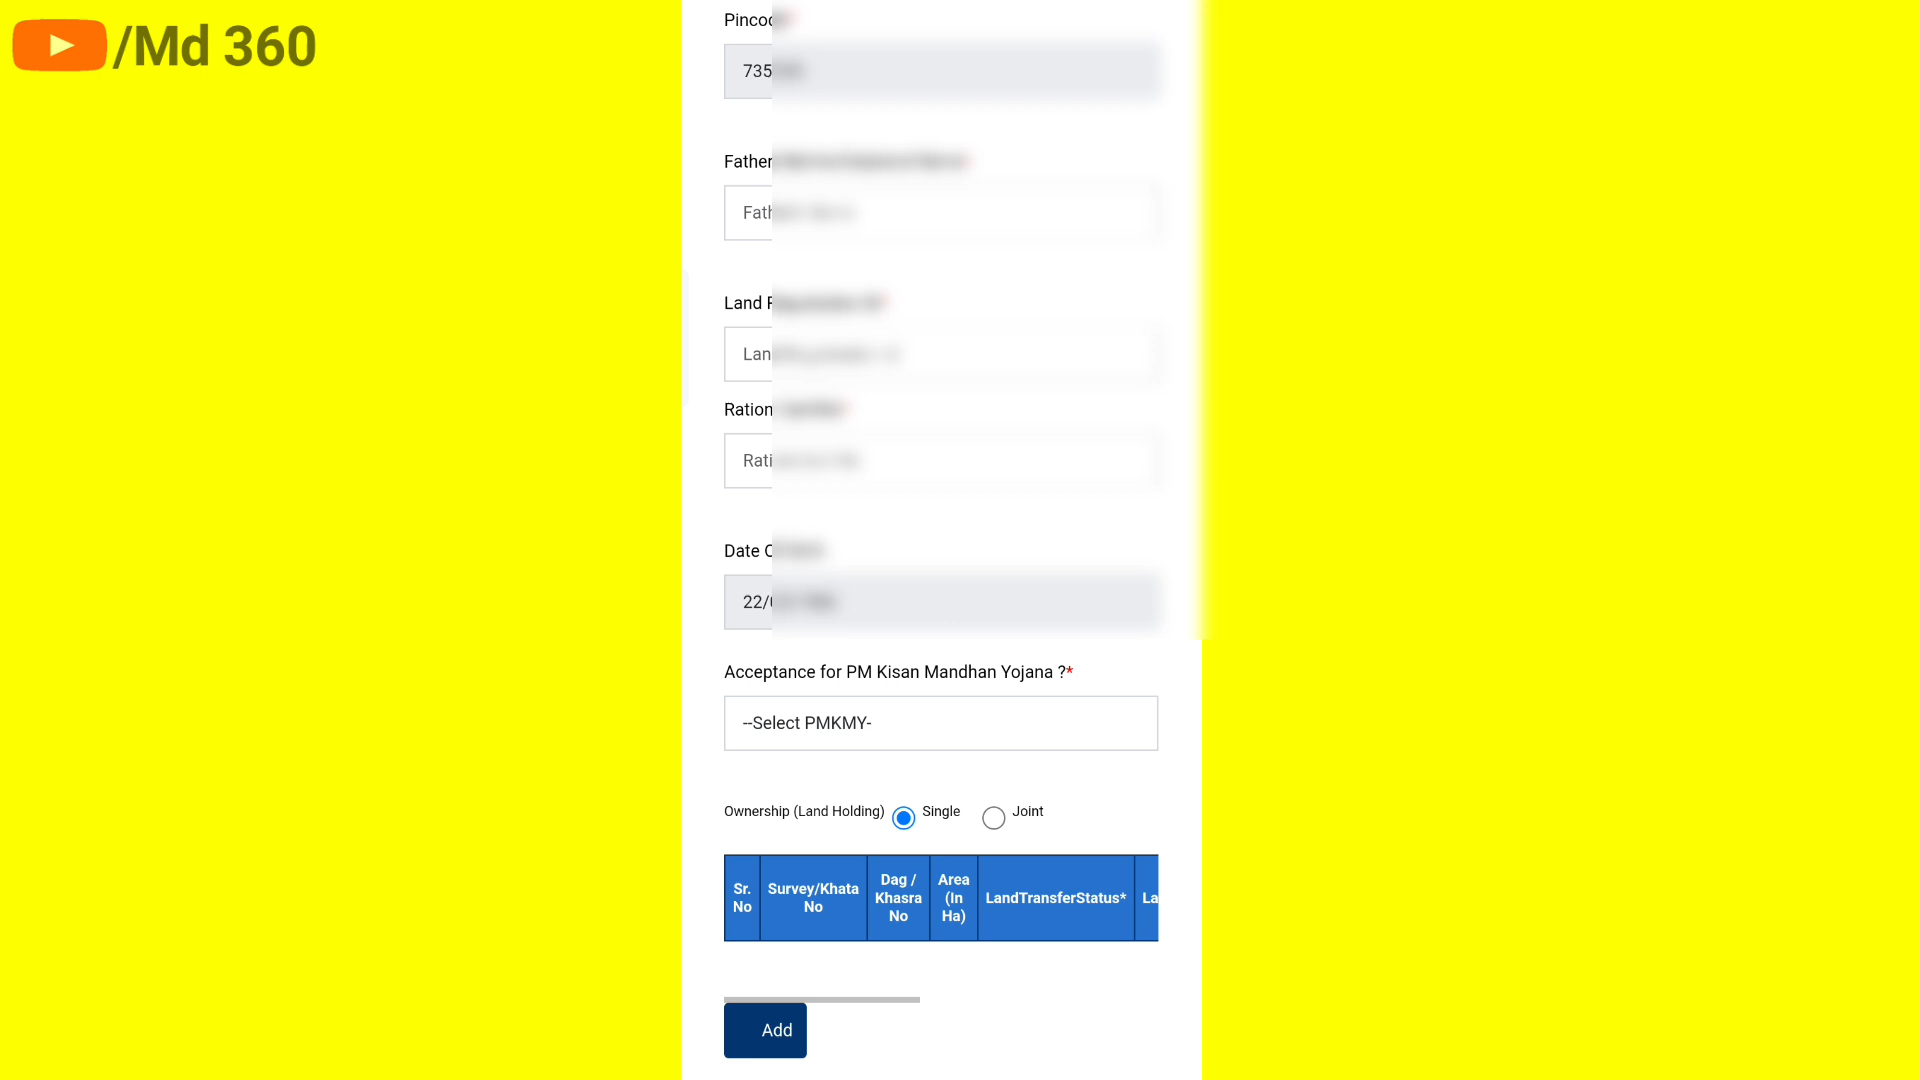 /Md 360
Pincod
735
Father
Fath
Land R
Lan
Ration
Rati
Date O
22/
Acceptance for PM Kisan Mandhan Yojana ?*
--Select PMKMY-
Ownership (Land Holding) Single Joint
Sr. No
Survey/Khata No
Dag / Khasra No
Area (In Ha)
LandTransferStatus*
La
Add